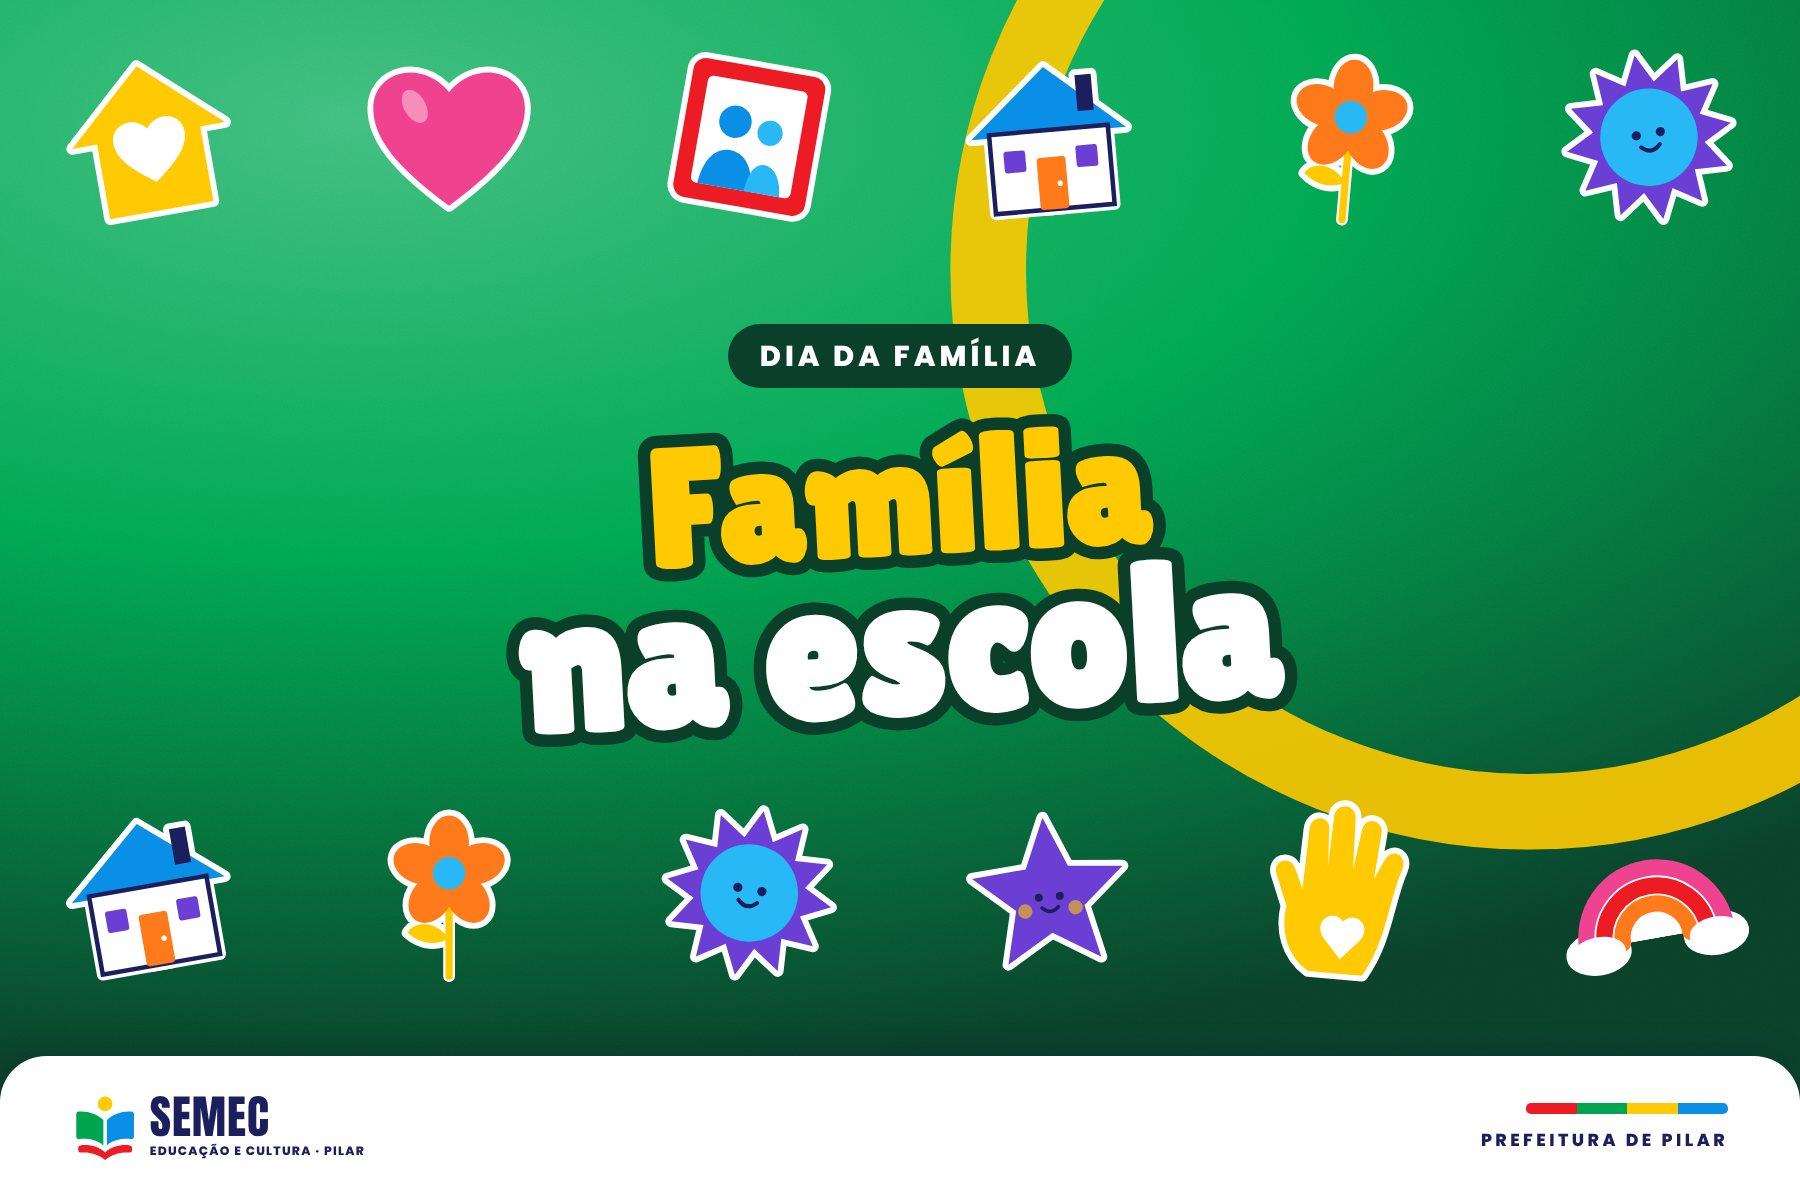 DIA DA FAMÍLIA
Família
na escola
SEMEC
EDUCAÇÃO E CULTURA · PILAR
PREFEITURA DE PILAR